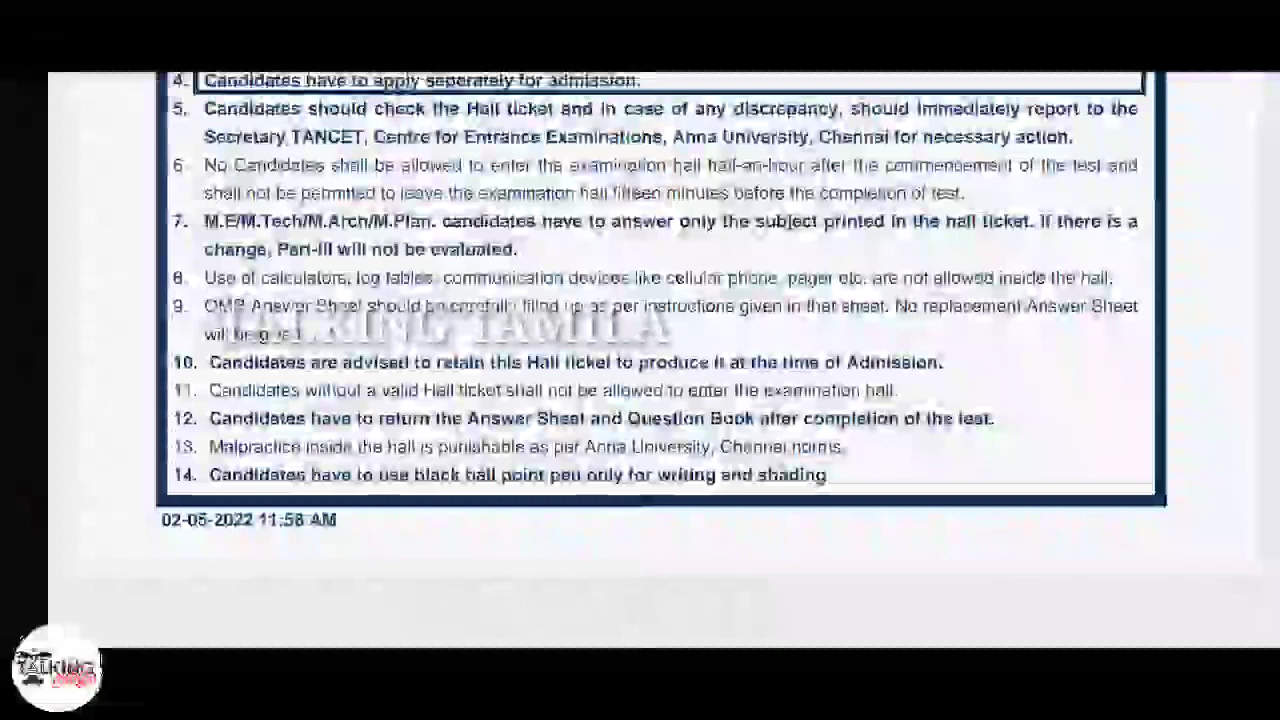 4. Candidates have to apply seperately for admission.
5. Candidates should check the Hall ticket and in case of any discrepancy, should immediately report to the
Secretary TANCET, Centre for Entrance Examinations, Anna University, Chennai for necessary action.
6. No Candidates shall be allowed to enter the examination hall half-an-hour after the commencement of the test and
shall not be permitted to leave the examination hall fifteen minutes before the completion of test.
7. M.E/M.Tech/M.Arch/M.Plan. candidates have to answer only the subject printed in the hall ticket. If there is a
change, Part-III will not be evaluated.
8. Use of calculators, log tables, communication devices like cellular phone, pager etc. are not allowed inside the hall.
9. OMR Answer Sheet should be carefully filled up as per instructions given in that sheet. No replacement Answer Sheet
will be
TALKING TAMILA
10. Candidates are advised to retain this Hall ticket to produce it at the time of Admission.
11. Candidates without a valid Hall ticket shall not be allowed to enter the examination hall.
12. Candidates have to return the Answer Sheet and Question Book after completion of the test.
13. Malpractice inside the hall is punishable as per Anna University, Chennai norms.
14. Candidates have to use black ball point pen only for writing and shading
02-05-2022 11:58 AM
TALKING